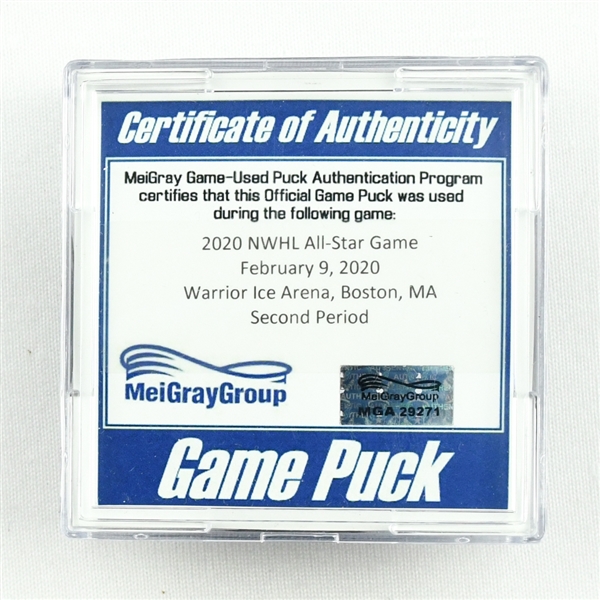 Certificate of Authenticity
MeiGray Game-Used Puck Authentication Program
certifies that this Official Game Puck was used
during the following game:
2020 NWHL All-Star Game
February 9, 2020
Warrior Ice Arena, Boston, MA
Second Period
MeiGrayGroup
MeiGrayGroup
MGA 29271
Game Puck